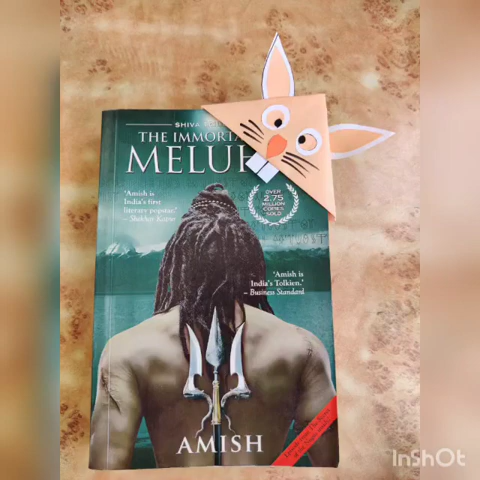 SHIVA
THE IMMORTA
MELUH
'Amish is
India's first
literary popstar.'
– Shekhar Kapur
OVER
2.75
MILLION
COPIES
SOLD
'Amish is
India's Tolkien.'
– Business Standard
AMISH
InShOt